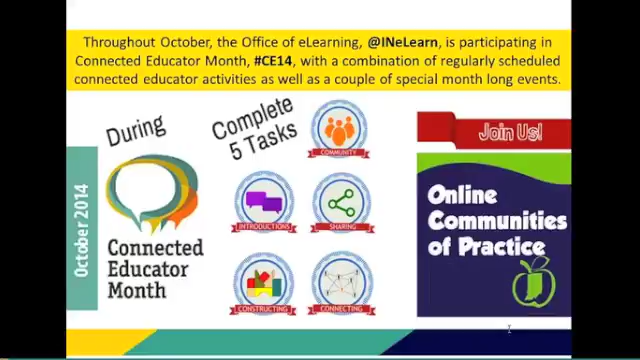 Throughout October, the Office of eLearning, @INeLearn, is participating in
Connected Educator Month, #CE14, with a combination of regularly scheduled
connected educator activities as well as a couple of special month long events.
October 2014
During
Connected
Educator
Month
Complete
5 Tasks
COMMUNITY
INTRODUCTIONS
SHARING
CONSTRUCTING
CONNECTING
Join Us!
Online
Communities
of Practice